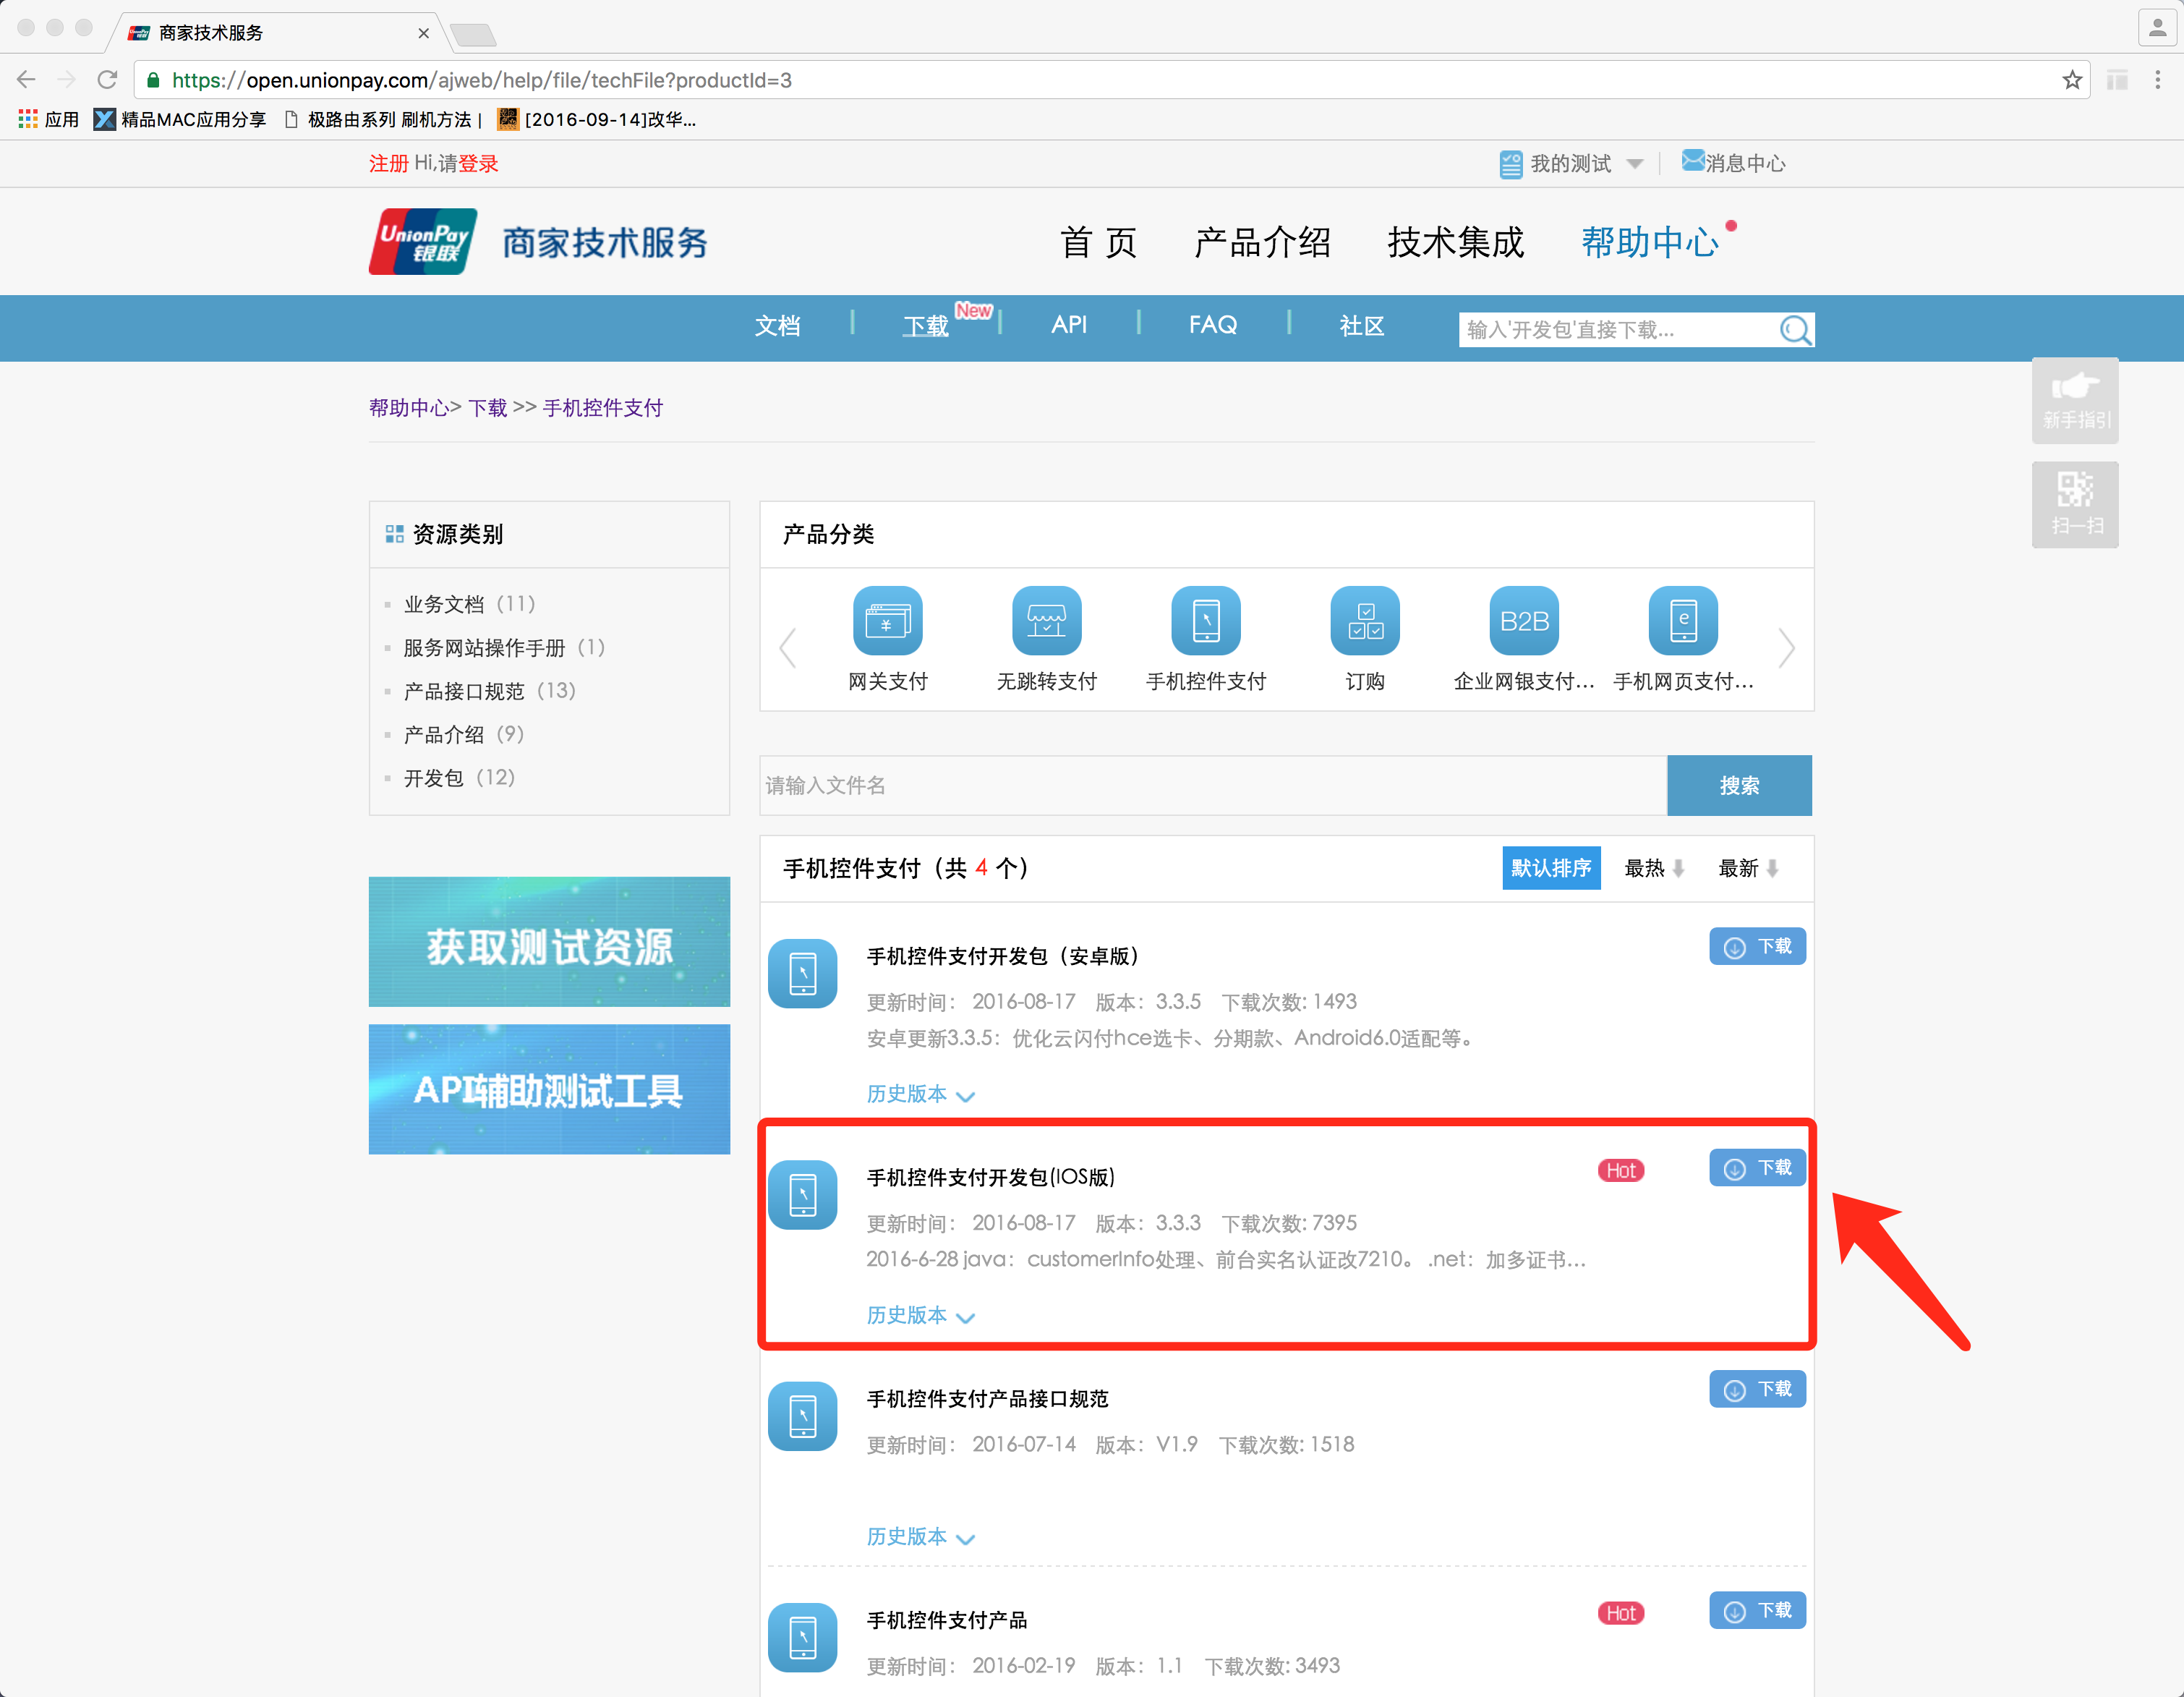 商家技术服务
https://open.unionpay.com/ajweb/help/file/techFile?productId=3
应用 精品MAC应用分享 极路由系列 刷机方法 | [2016-09-14]改华...
注册 Hi,请登录 我的测试 消息中心
UnionPay 银联 商家技术服务 首 页 产品介绍 技术集成 帮助中心
文档 下载 New API FAQ 社区 输入'开发包'直接下载...
新手指引
扫一扫
帮助中心> 下载 >> 手机控件支付
资源类别
业务文档（11）
服务网站操作手册（1）
产品接口规范（13）
产品介绍（9）
开发包（12）
获取测试资源
API辅助测试工具
产品分类
¥ B2B e
网关支付 无跳转支付 手机控件支付 订购 企业网银支付... 手机网页支付...
请输入文件名 搜索
手机控件支付（共 4 个） 默认排序 最热 最新
手机控件支付开发包（安卓版） 下载
更新时间： 2016-08-17 版本：3.3.5 下载次数: 1493
安卓更新3.3.5：优化云闪付hce选卡、分期款、Android6.0适配等。
历史版本
手机控件支付开发包(IOS版) Hot 下载
更新时间： 2016-08-17 版本：3.3.3 下载次数: 7395
2016-6-28 java：customerInfo处理、前台实名认证改7210。 .net：加多证书...
历史版本
手机控件支付产品接口规范 下载
更新时间： 2016-07-14 版本：V1.9 下载次数: 1518
历史版本
手机控件支付产品 Hot 下载
更新时间： 2016-02-19 版本：1.1 下载次数: 3493